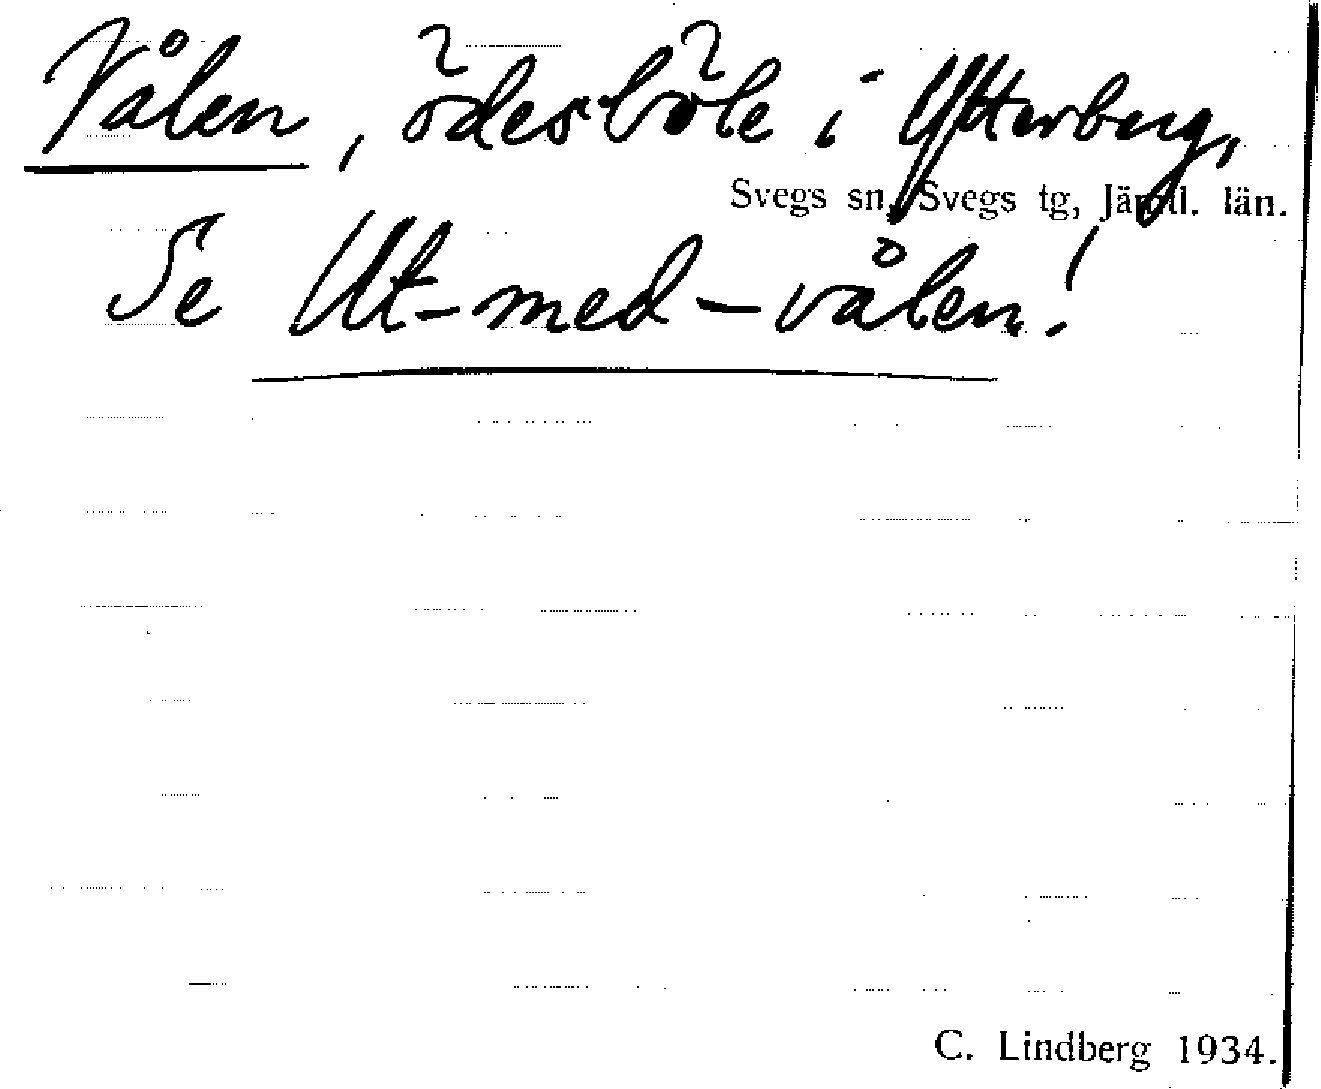 Vålen, ödesböle i Ytterberg,
Svegs sn, Svegs tg, Jämtl. län.
Se Ut-med-vålen!
C. Lindberg 1934.